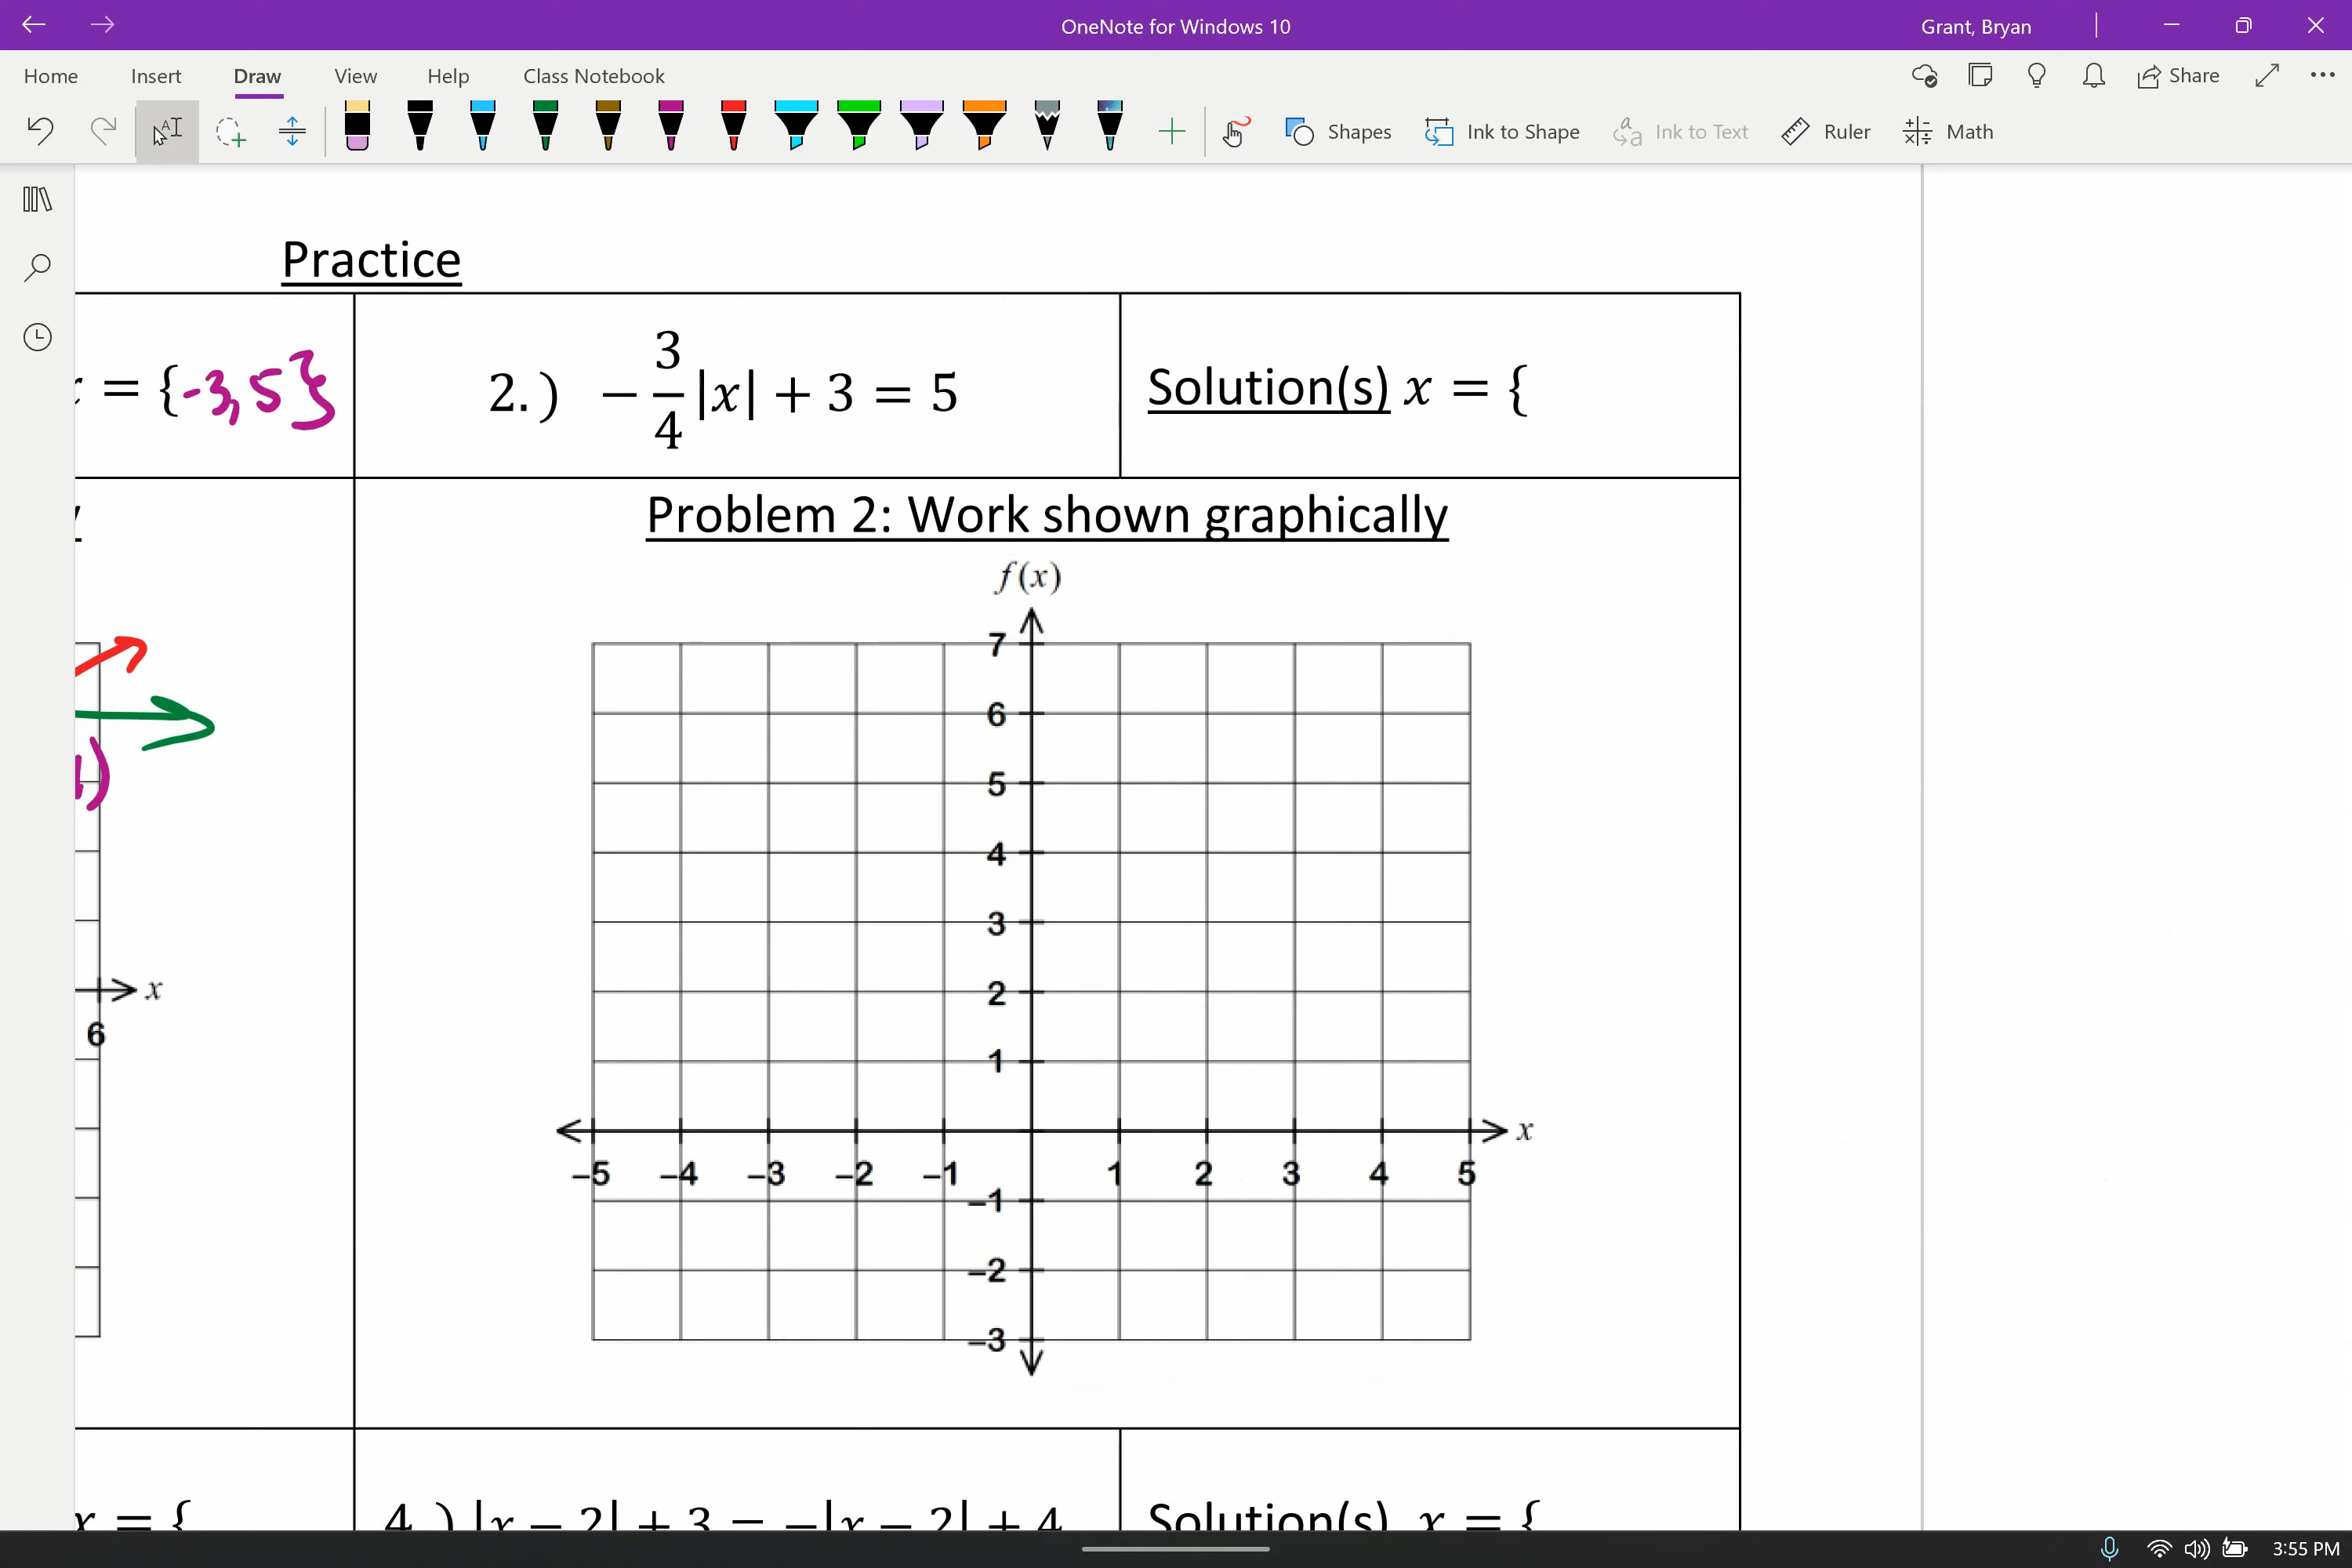 OneNote for Windows 10
Grant, Bryan
Home Insert Draw View Help Class Notebook Share
Shapes Ink to Shape Ink to Text Ruler Math
Practice
= {-3,5}
2.) −3/4|x| + 3 = 5
Solution(s) x = {
Problem 2: Work shown graphically
f(x)
7
6
5
4
3
2
1
x
−5 −4 −3 −2 −1 1 2 3 4 5
−1
−2
−3
x
6
)
x = {
4.) |x − 2| + 3 = −|x − 2| + 4
Solution(s) x = {
3:55 PM